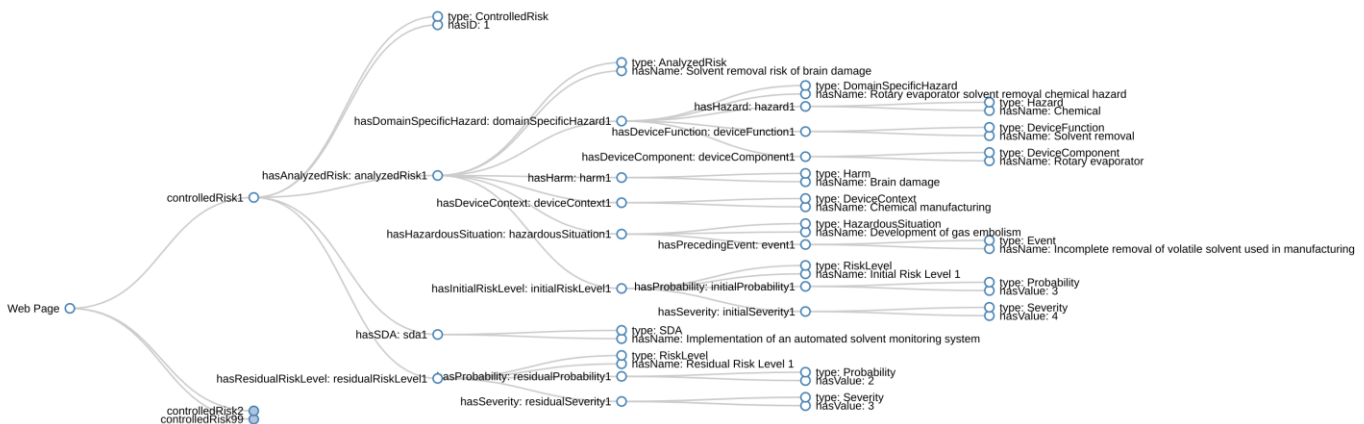 type: ControlledRisk
hasID: 1
type: AnalyzedRisk
hasName: Solvent removal risk of brain damage
type: DomainSpecificHazard
hasName: Rotary evaporator solvent removal chemical hazard
hasHazard: hazard1
type: Hazard
hasName: Chemical
hasDomainSpecificHazard: domainSpecificHazard1
hasDeviceFunction: deviceFunction1
type: DeviceFunction
hasName: Solvent removal
hasDeviceComponent: deviceComponent1
type: DeviceComponent
hasName: Rotary evaporator
hasAnalyzedRisk: analyzedRisk1
hasHarm: harm1
type: Harm
hasName: Brain damage
controlledRisk1
hasDeviceContext: deviceContext1
type: DeviceContext
hasName: Chemical manufacturing
hasHazardousSituation: hazardousSituation1
type: HazardousSituation
hasName: Development of gas embolism
hasPrecedingEvent: event1
type: Event
hasName: Incomplete removal of volatile solvent used in manufacturing
hasInitialRiskLevel: initialRiskLevel1
type: RiskLevel
hasName: Initial Risk Level 1
hasProbability: initialProbability1
type: Probability
hasValue: 3
Web Page
hasSeverity: initialSeverity1
type: Severity
hasValue: 4
hasSDA: sda1
type: SDA
hasName: Implementation of an automated solvent monitoring system
hasResidualRiskLevel: residualRiskLevel1
type: RiskLevel
hasName: Residual Risk Level 1
hasProbability: residualProbability1
type: Probability
hasValue: 2
hasSeverity: residualSeverity1
type: Severity
hasValue: 3
controlledRisk2
controlledRisk99